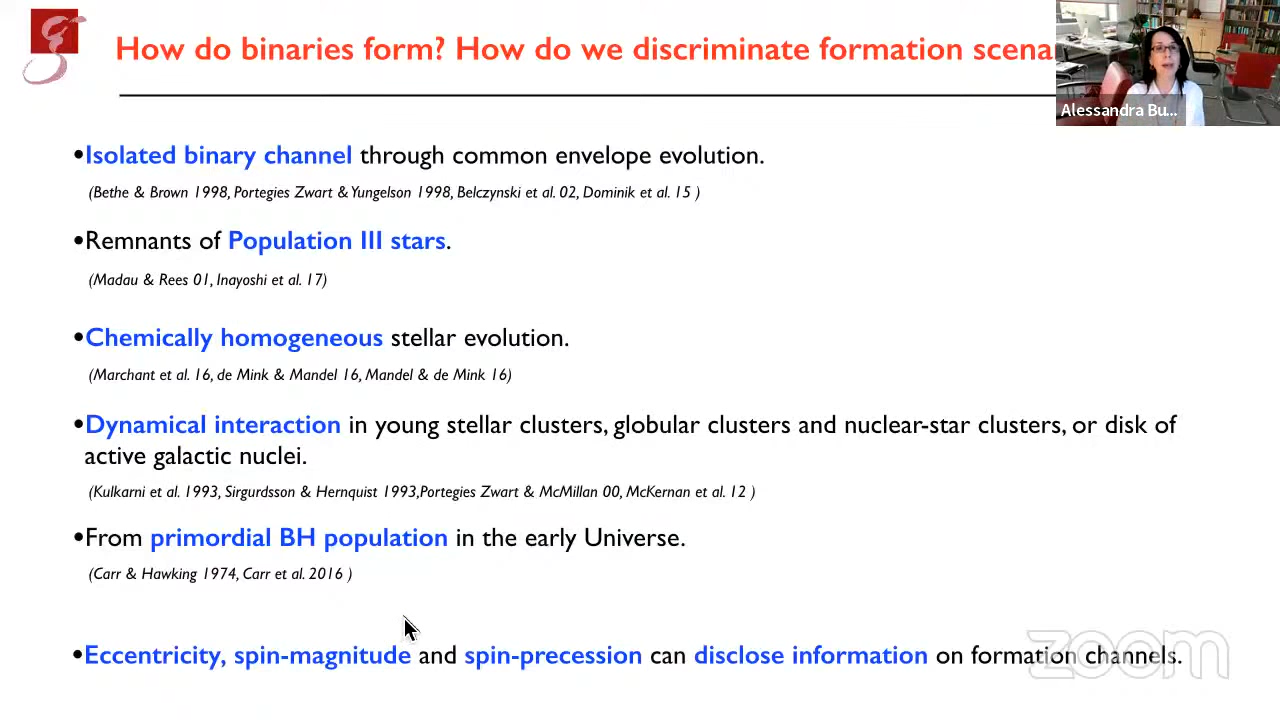 How do binaries form? How do we discriminate formation scena
Alessandra Bu...
•Isolated binary channel through common envelope evolution.
(Bethe & Brown 1998, Portegies Zwart & Yungelson 1998, Belczynski et al. 02, Dominik et al. 15 )
•Remnants of Population III stars.
(Madau & Rees 01, Inayoshi et al. 17)
•Chemically homogeneous stellar evolution.
(Marchant et al. 16, de Mink & Mandel 16, Mandel & de Mink 16)
•Dynamical interaction in young stellar clusters, globular clusters and nuclear-star clusters, or disk of
active galactic nuclei.
(Kulkarni et al. 1993, Sirgurdsson & Hernquist 1993,Portegies Zwart & McMillan 00, McKernan et al. 12 )
•From primordial BH population in the early Universe.
(Carr & Hawking 1974, Carr et al. 2016 )
•Eccentricity, spin-magnitude and spin-precession can disclose information on formation channels.
zoom